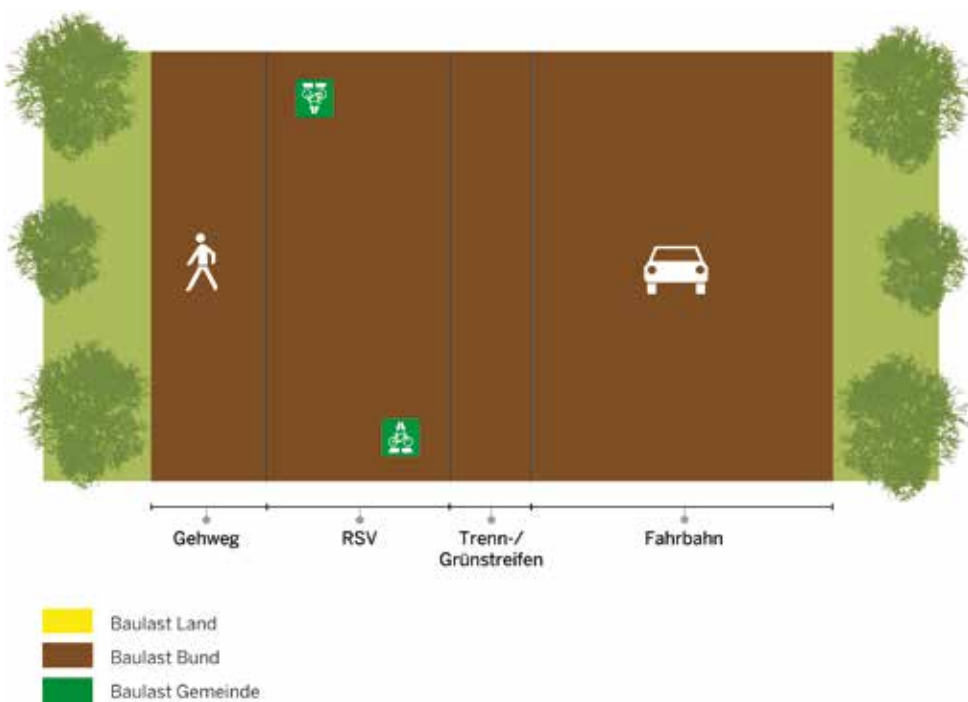 Gehweg
RSV
Trenn-/
Grünstreifen
Fahrbahn
Baulast Land
Baulast Bund
Baulast Gemeinde